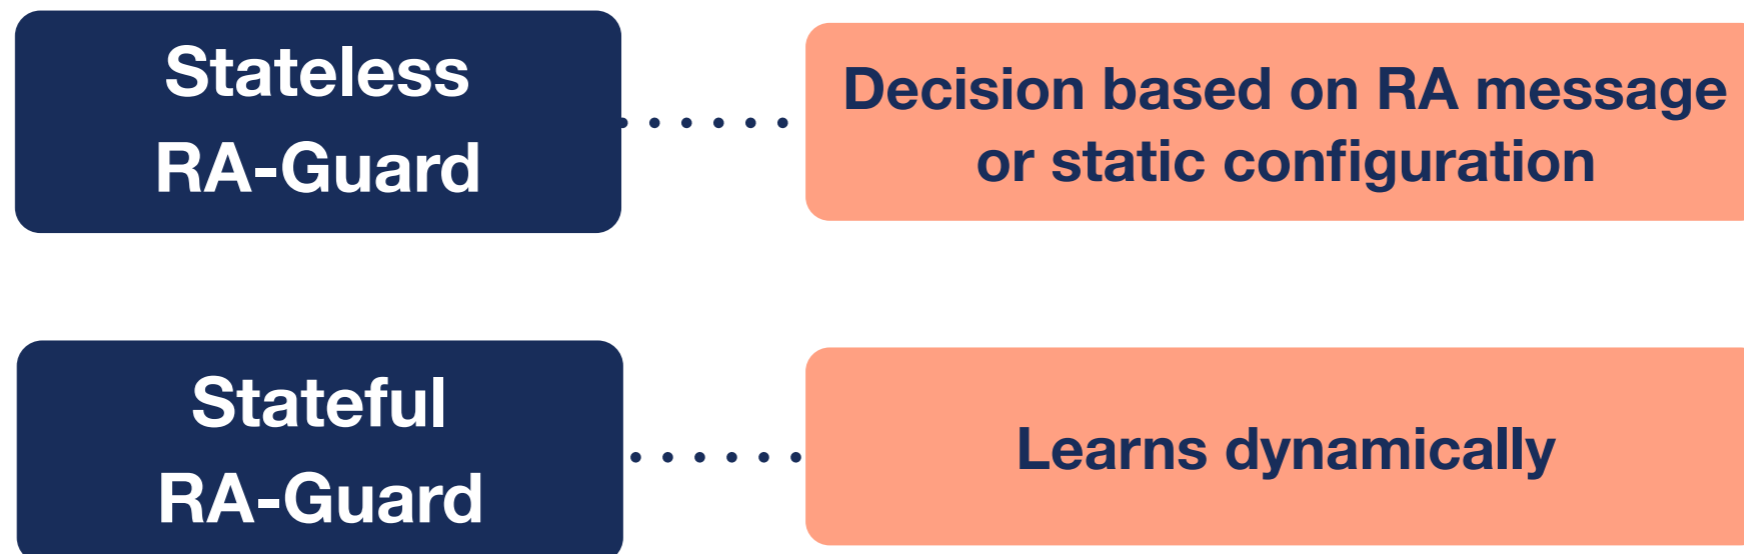 Stateless
RA-Guard
Decision based on RA message
or static configuration
Stateful
RA-Guard
Learns dynamically